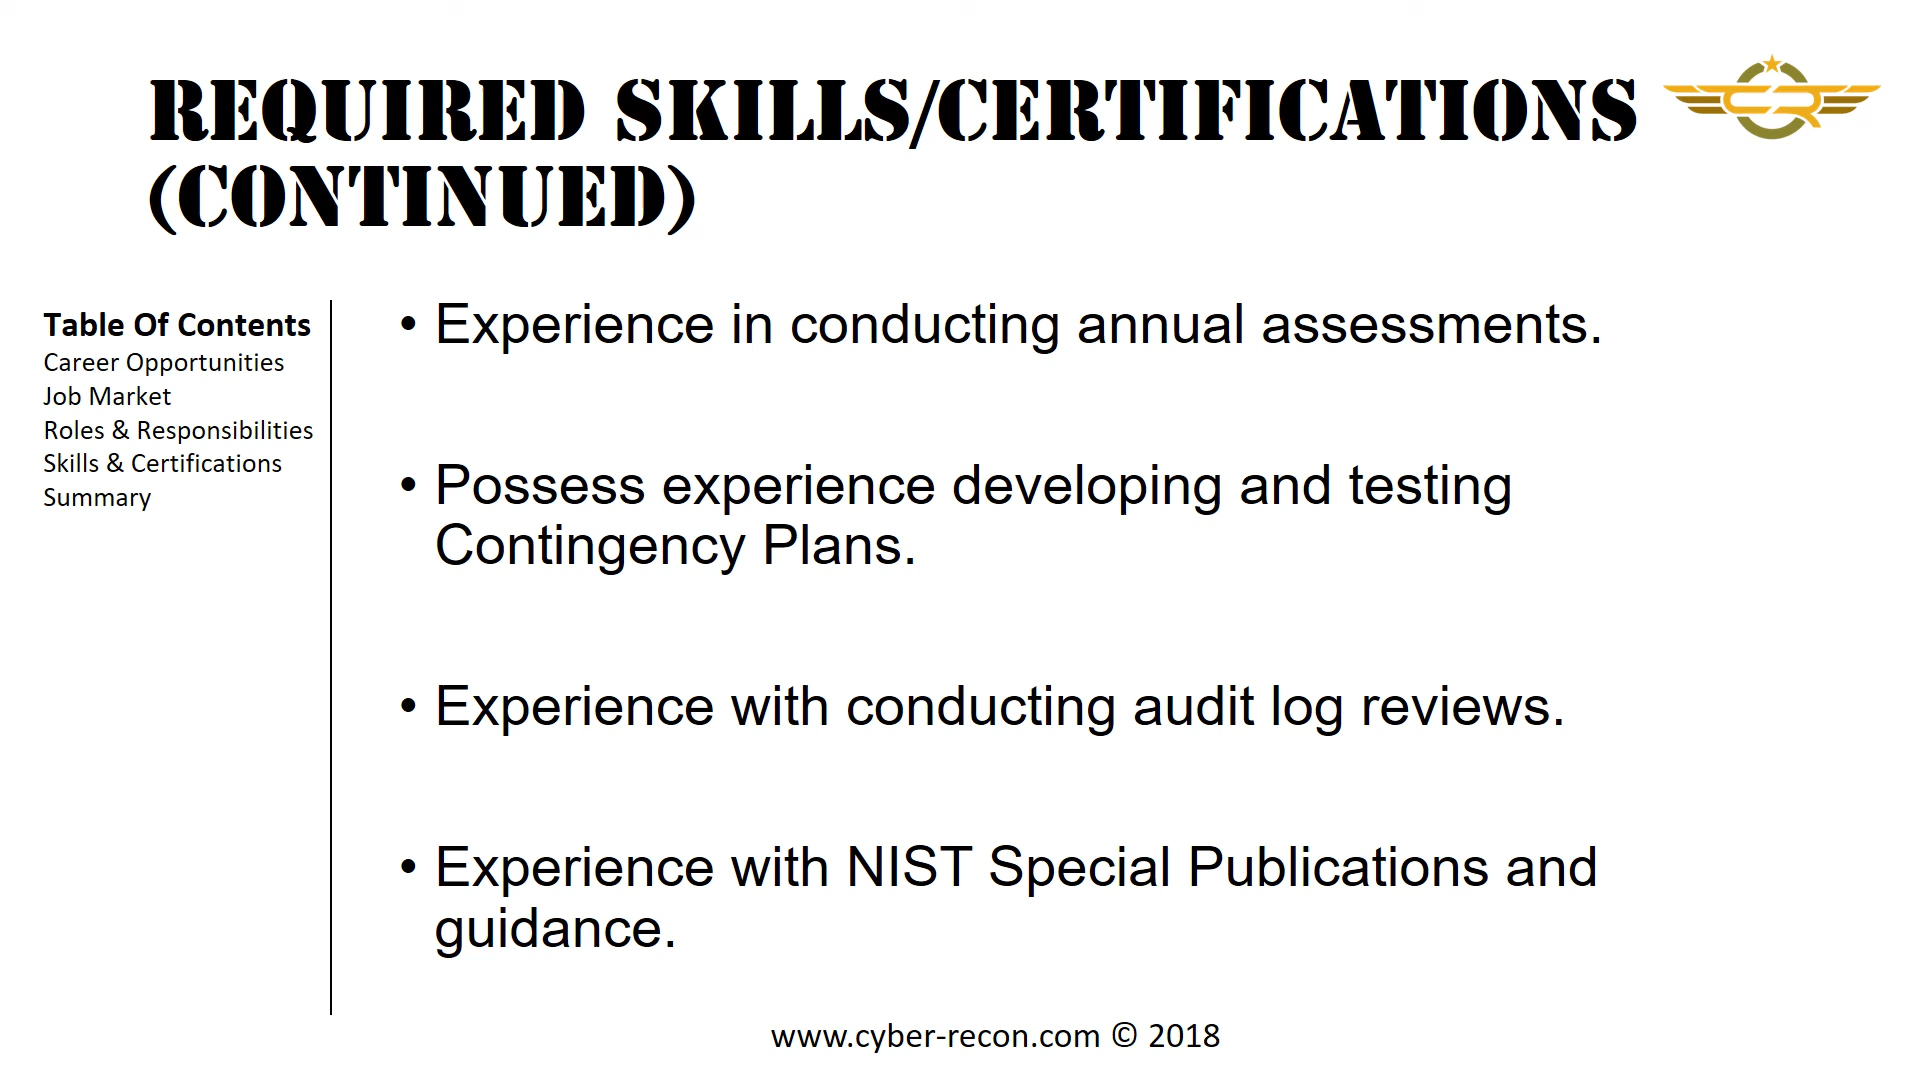 REQUIRED SKILLS/CERTIFICATIONS
(CONTINUED)
CR
Table Of Contents
Career Opportunities
Job Market
Roles & Responsibilities
Skills & Certifications
Summary
• Experience in conducting annual assessments.
• Possess experience developing and testing
Contingency Plans.
• Experience with conducting audit log reviews.
• Experience with NIST Special Publications and
guidance.
www.cyber-recon.com © 2018